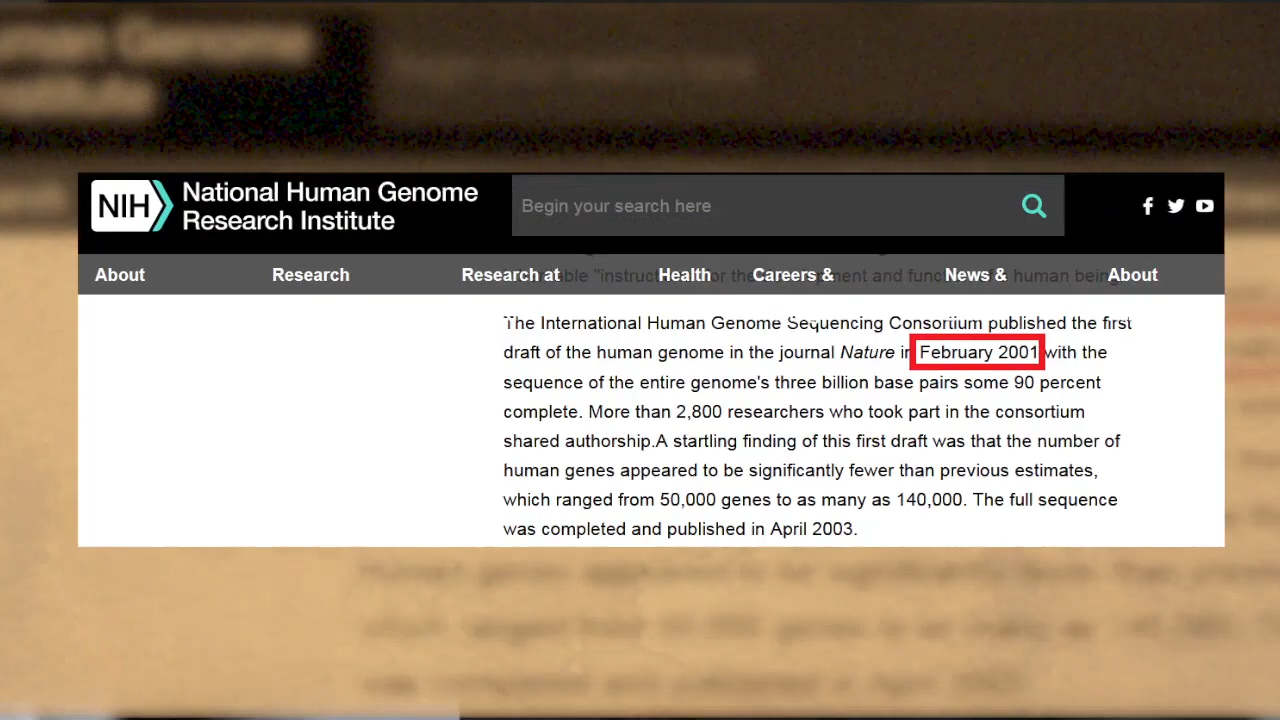 NIH
National Human Genome
Research Institute
Begin your search here
About Research Research at Health Careers & News & About
The International Human Genome Sequencing Consortium published the first
draft of the human genome in the journal Nature in February 2001 with the
sequence of the entire genome's three billion base pairs some 90 percent
complete. More than 2,800 researchers who took part in the consortium
shared authorship.A startling finding of this first draft was that the number of
human genes appeared to be significantly fewer than previous estimates,
which ranged from 50,000 genes to as many as 140,000. The full sequence
was completed and published in April 2003.